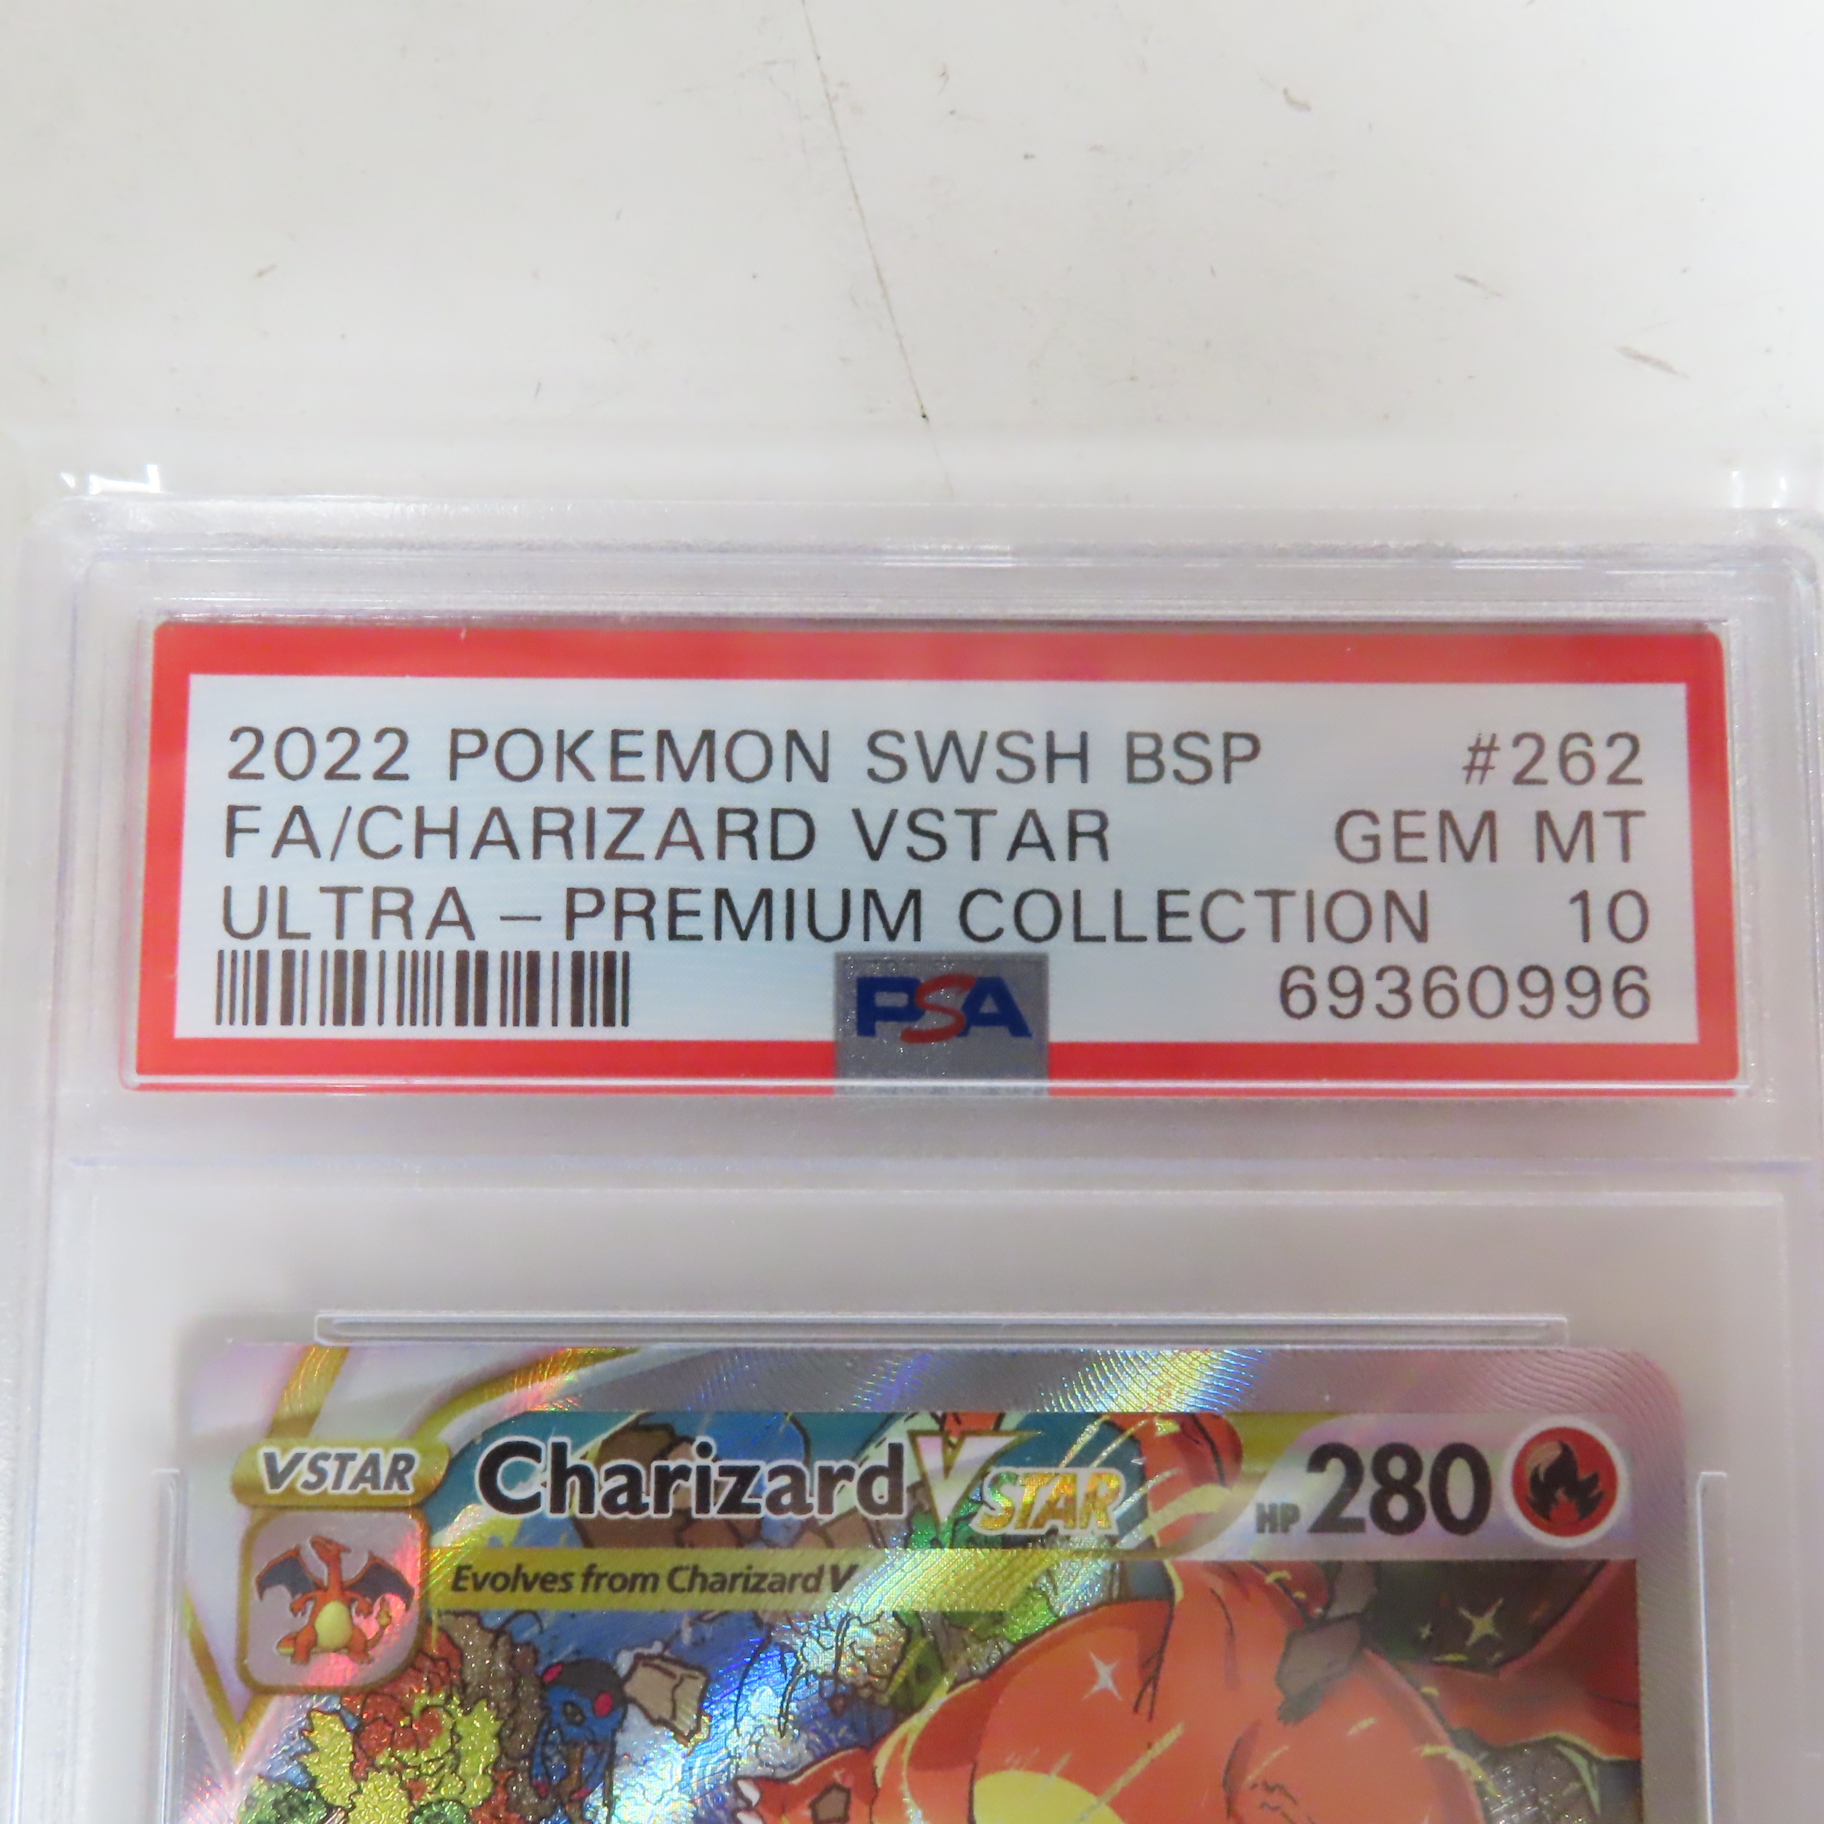 2022 POKEMON SWSH BSP #262
FA/CHARIZARD VSTAR GEM MT
ULTRA-PREMIUM COLLECTION 10
PSA 69360996
VSTAR Charizard VSTAR HP 280
Evolves from Charizard V